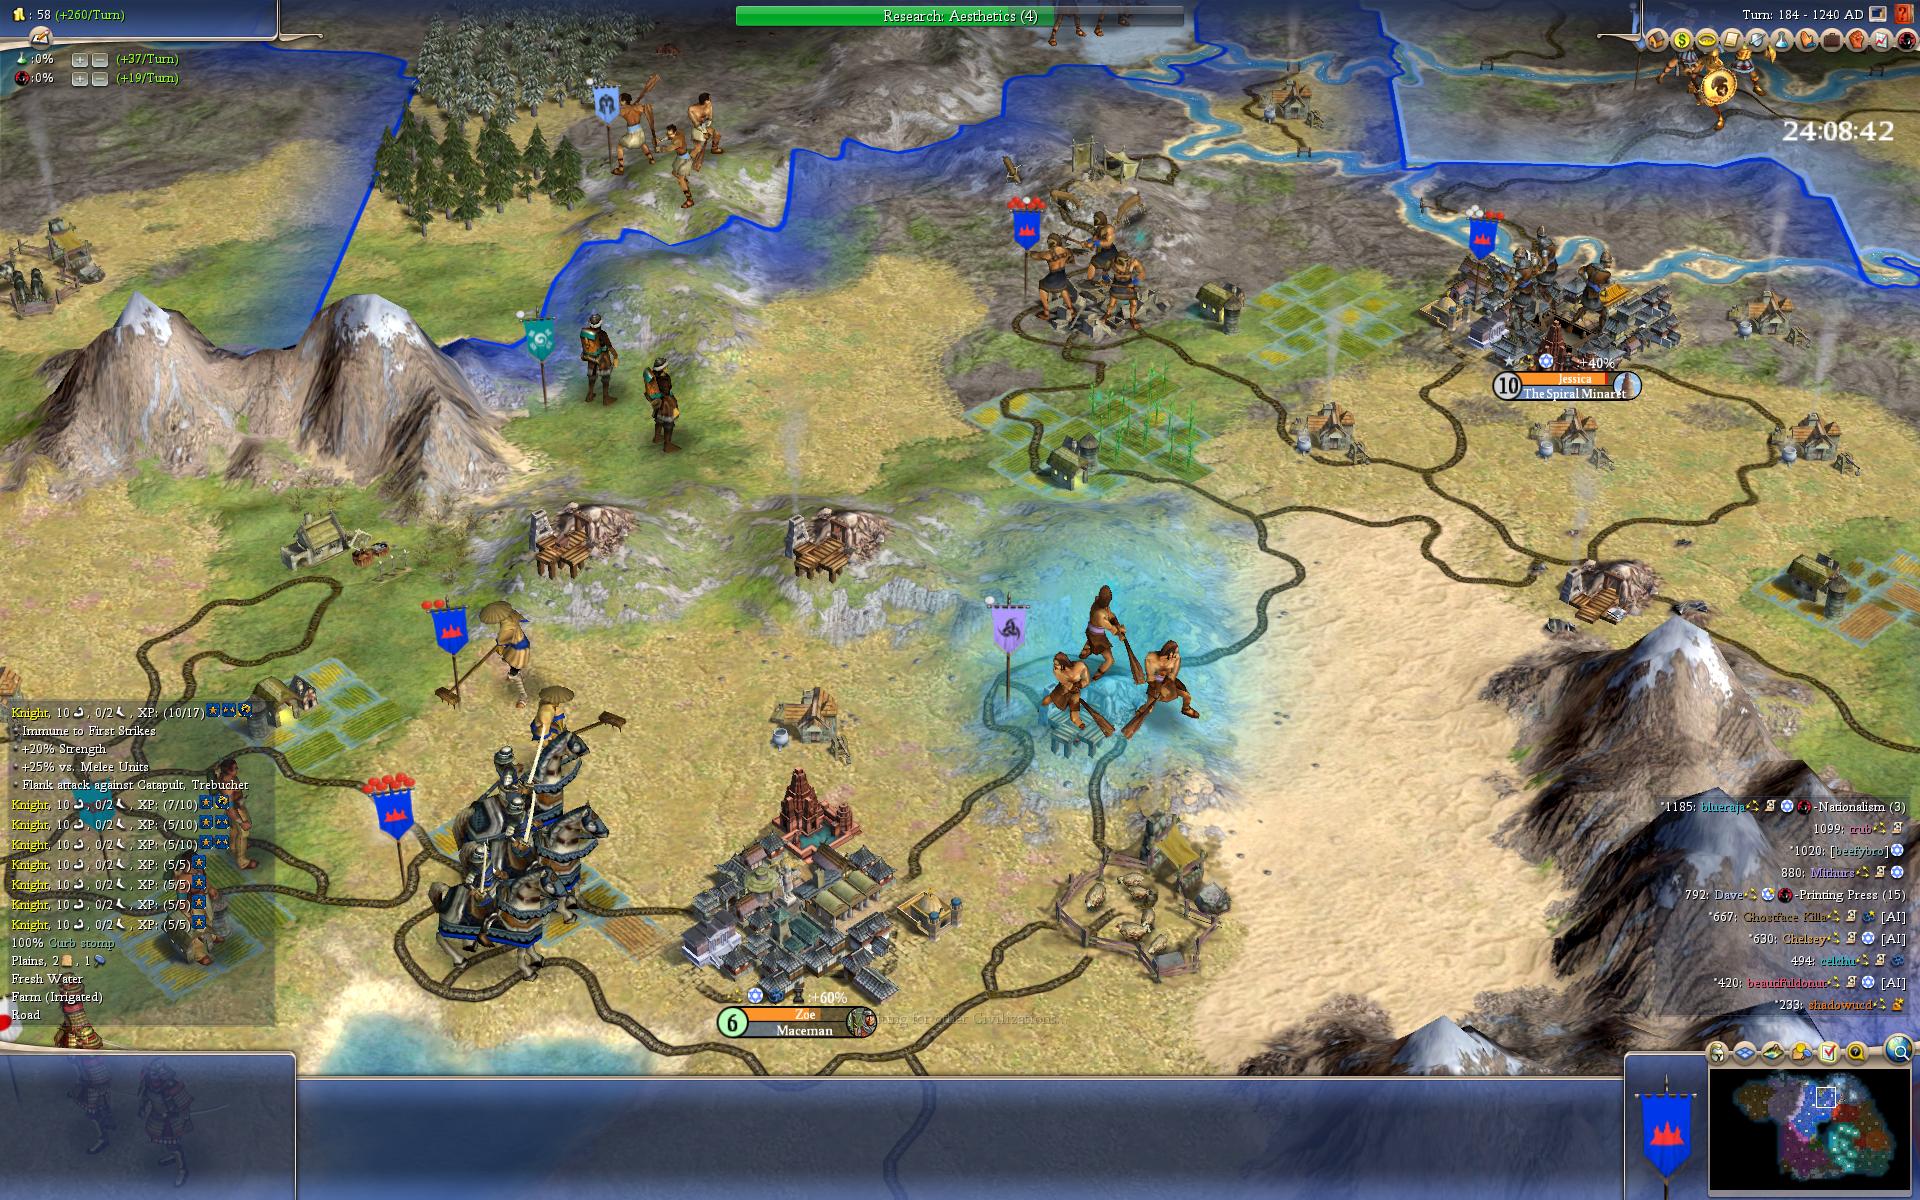 : 58 (+260/Turn)
Research: Aesthetics (4)
Turn: 184 - 1240 AD
:0% (+37/Turn)
:0% (+19/Turn)
24:08:42
+40%
10 Jessica
The Spiral Minaret
Knight, 10, 0/2, XP: (10/17)
Immune to First Strikes
+20% Strength
+25% vs. Melee Units
Flank attack against Catapult, Trebuchet
Knight, 10, 0/2, XP: (7/10)
Knight, 10, 0/2, XP: (5/10)
Knight, 10, 0/2, XP: (5/10)
Knight, 10, 0/2, XP: (5/5)
Knight, 10, 0/2, XP: (5/5)
Knight, 10, 0/2, XP: (5/5)
Knight, 10, 0/2, XP: (5/5)
100% Curb stomp
Plains, 2, 1
Fresh Water
Farm (Irrigated)
Road
:+60%
6 Zoe
Maceman
for other Civilizations...
*1185: blueraja -Nationalism (3)
1099: trub
*1020: [beefybro]
880: Mithurs
792: Dave -Printing Press (15)
*667: Ghostface Killa [AI]
*630: Chelsey [AI]
494: celchu
*420: beautifuldonut [AI]
*233: shadowucd